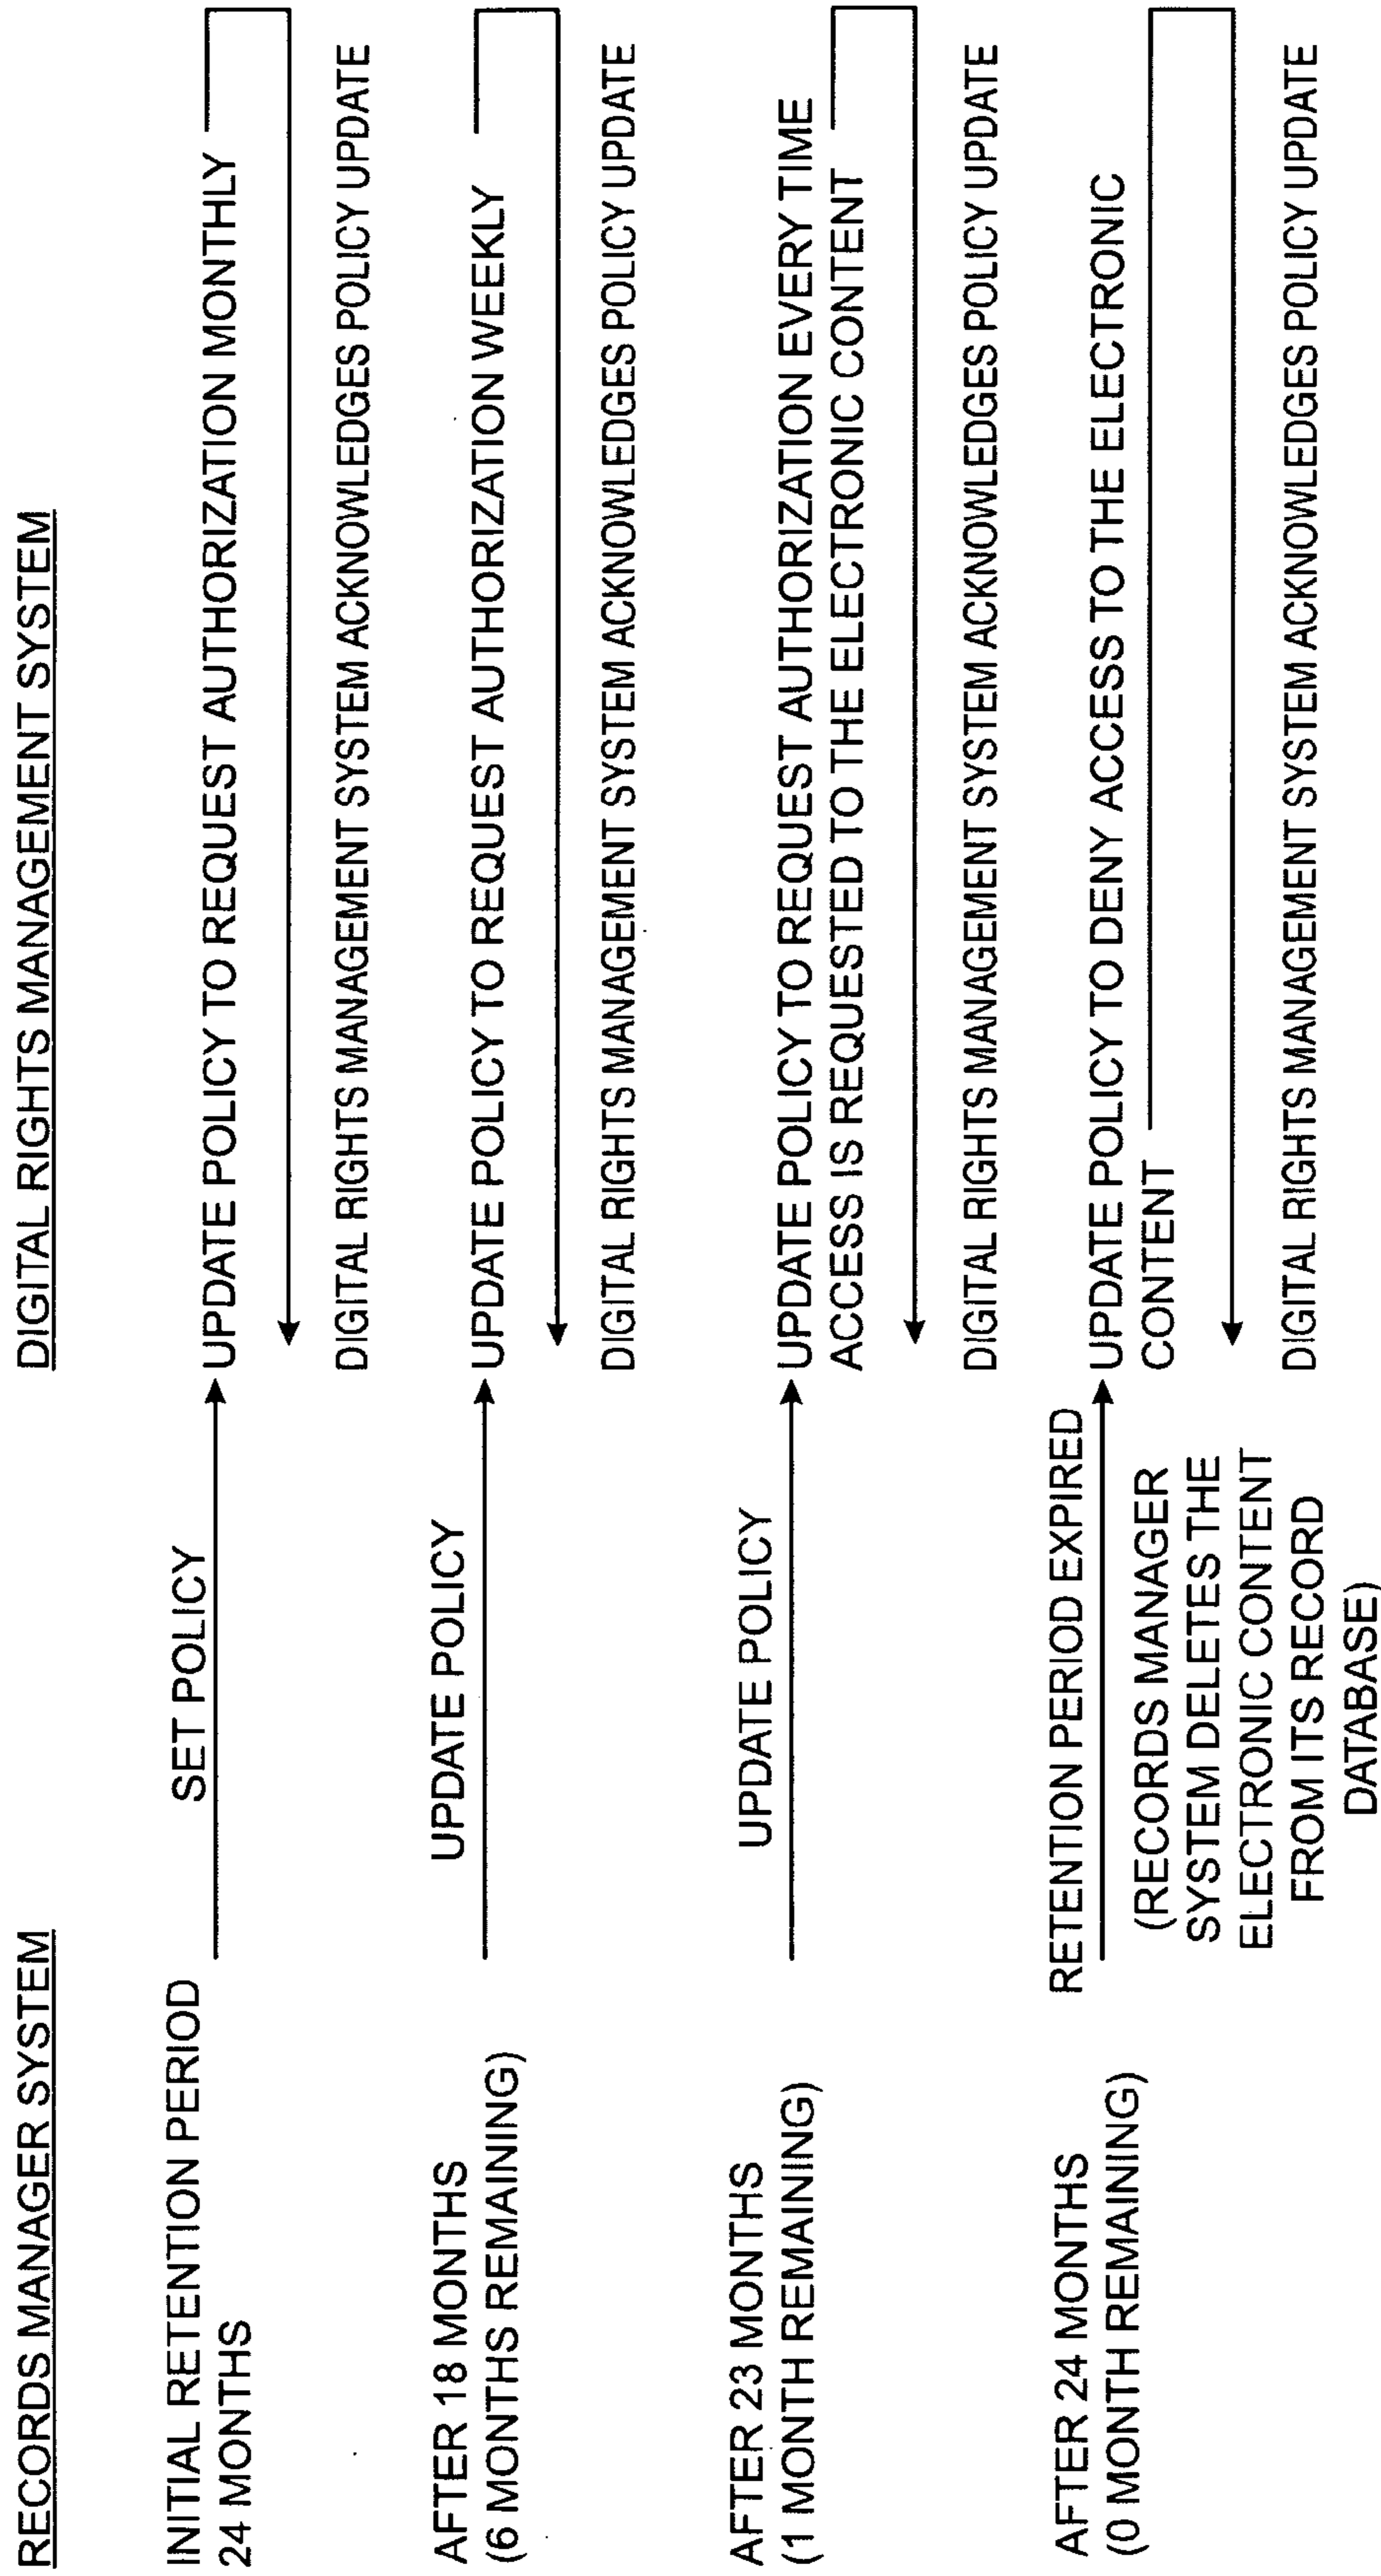 RECORDS MANAGER SYSTEM
DIGITAL RIGHTS MANAGEMENT SYSTEM
INITIAL RETENTION PERIOD
24 MONTHS
SET POLICY
UPDATE POLICY TO REQUEST AUTHORIZATION MONTHLY
DIGITAL RIGHTS MANAGEMENT SYSTEM ACKNOWLEDGES POLICY UPDATE
AFTER 18 MONTHS
(6 MONTHS REMAINING)
UPDATE POLICY
UPDATE POLICY TO REQUEST AUTHORIZATION WEEKLY
DIGITAL RIGHTS MANAGEMENT SYSTEM ACKNOWLEDGES POLICY UPDATE
AFTER 23 MONTHS
(1 MONTH REMAINING)
UPDATE POLICY
UPDATE POLICY TO REQUEST AUTHORIZATION EVERY TIME
ACCESS IS REQUESTED TO THE ELECTRONIC CONTENT
DIGITAL RIGHTS MANAGEMENT SYSTEM ACKNOWLEDGES POLICY UPDATE
AFTER 24 MONTHS
(0 MONTH REMAINING)
RETENTION PERIOD EXPIRED
(RECORDS MANAGER
SYSTEM DELETES THE
ELECTRONIC CONTENT
FROM ITS RECORD
DATABASE)
UPDATE POLICY TO DENY ACCESS TO THE ELECTRONIC
CONTENT
DIGITAL RIGHTS MANAGEMENT SYSTEM ACKNOWLEDGES POLICY UPDATE